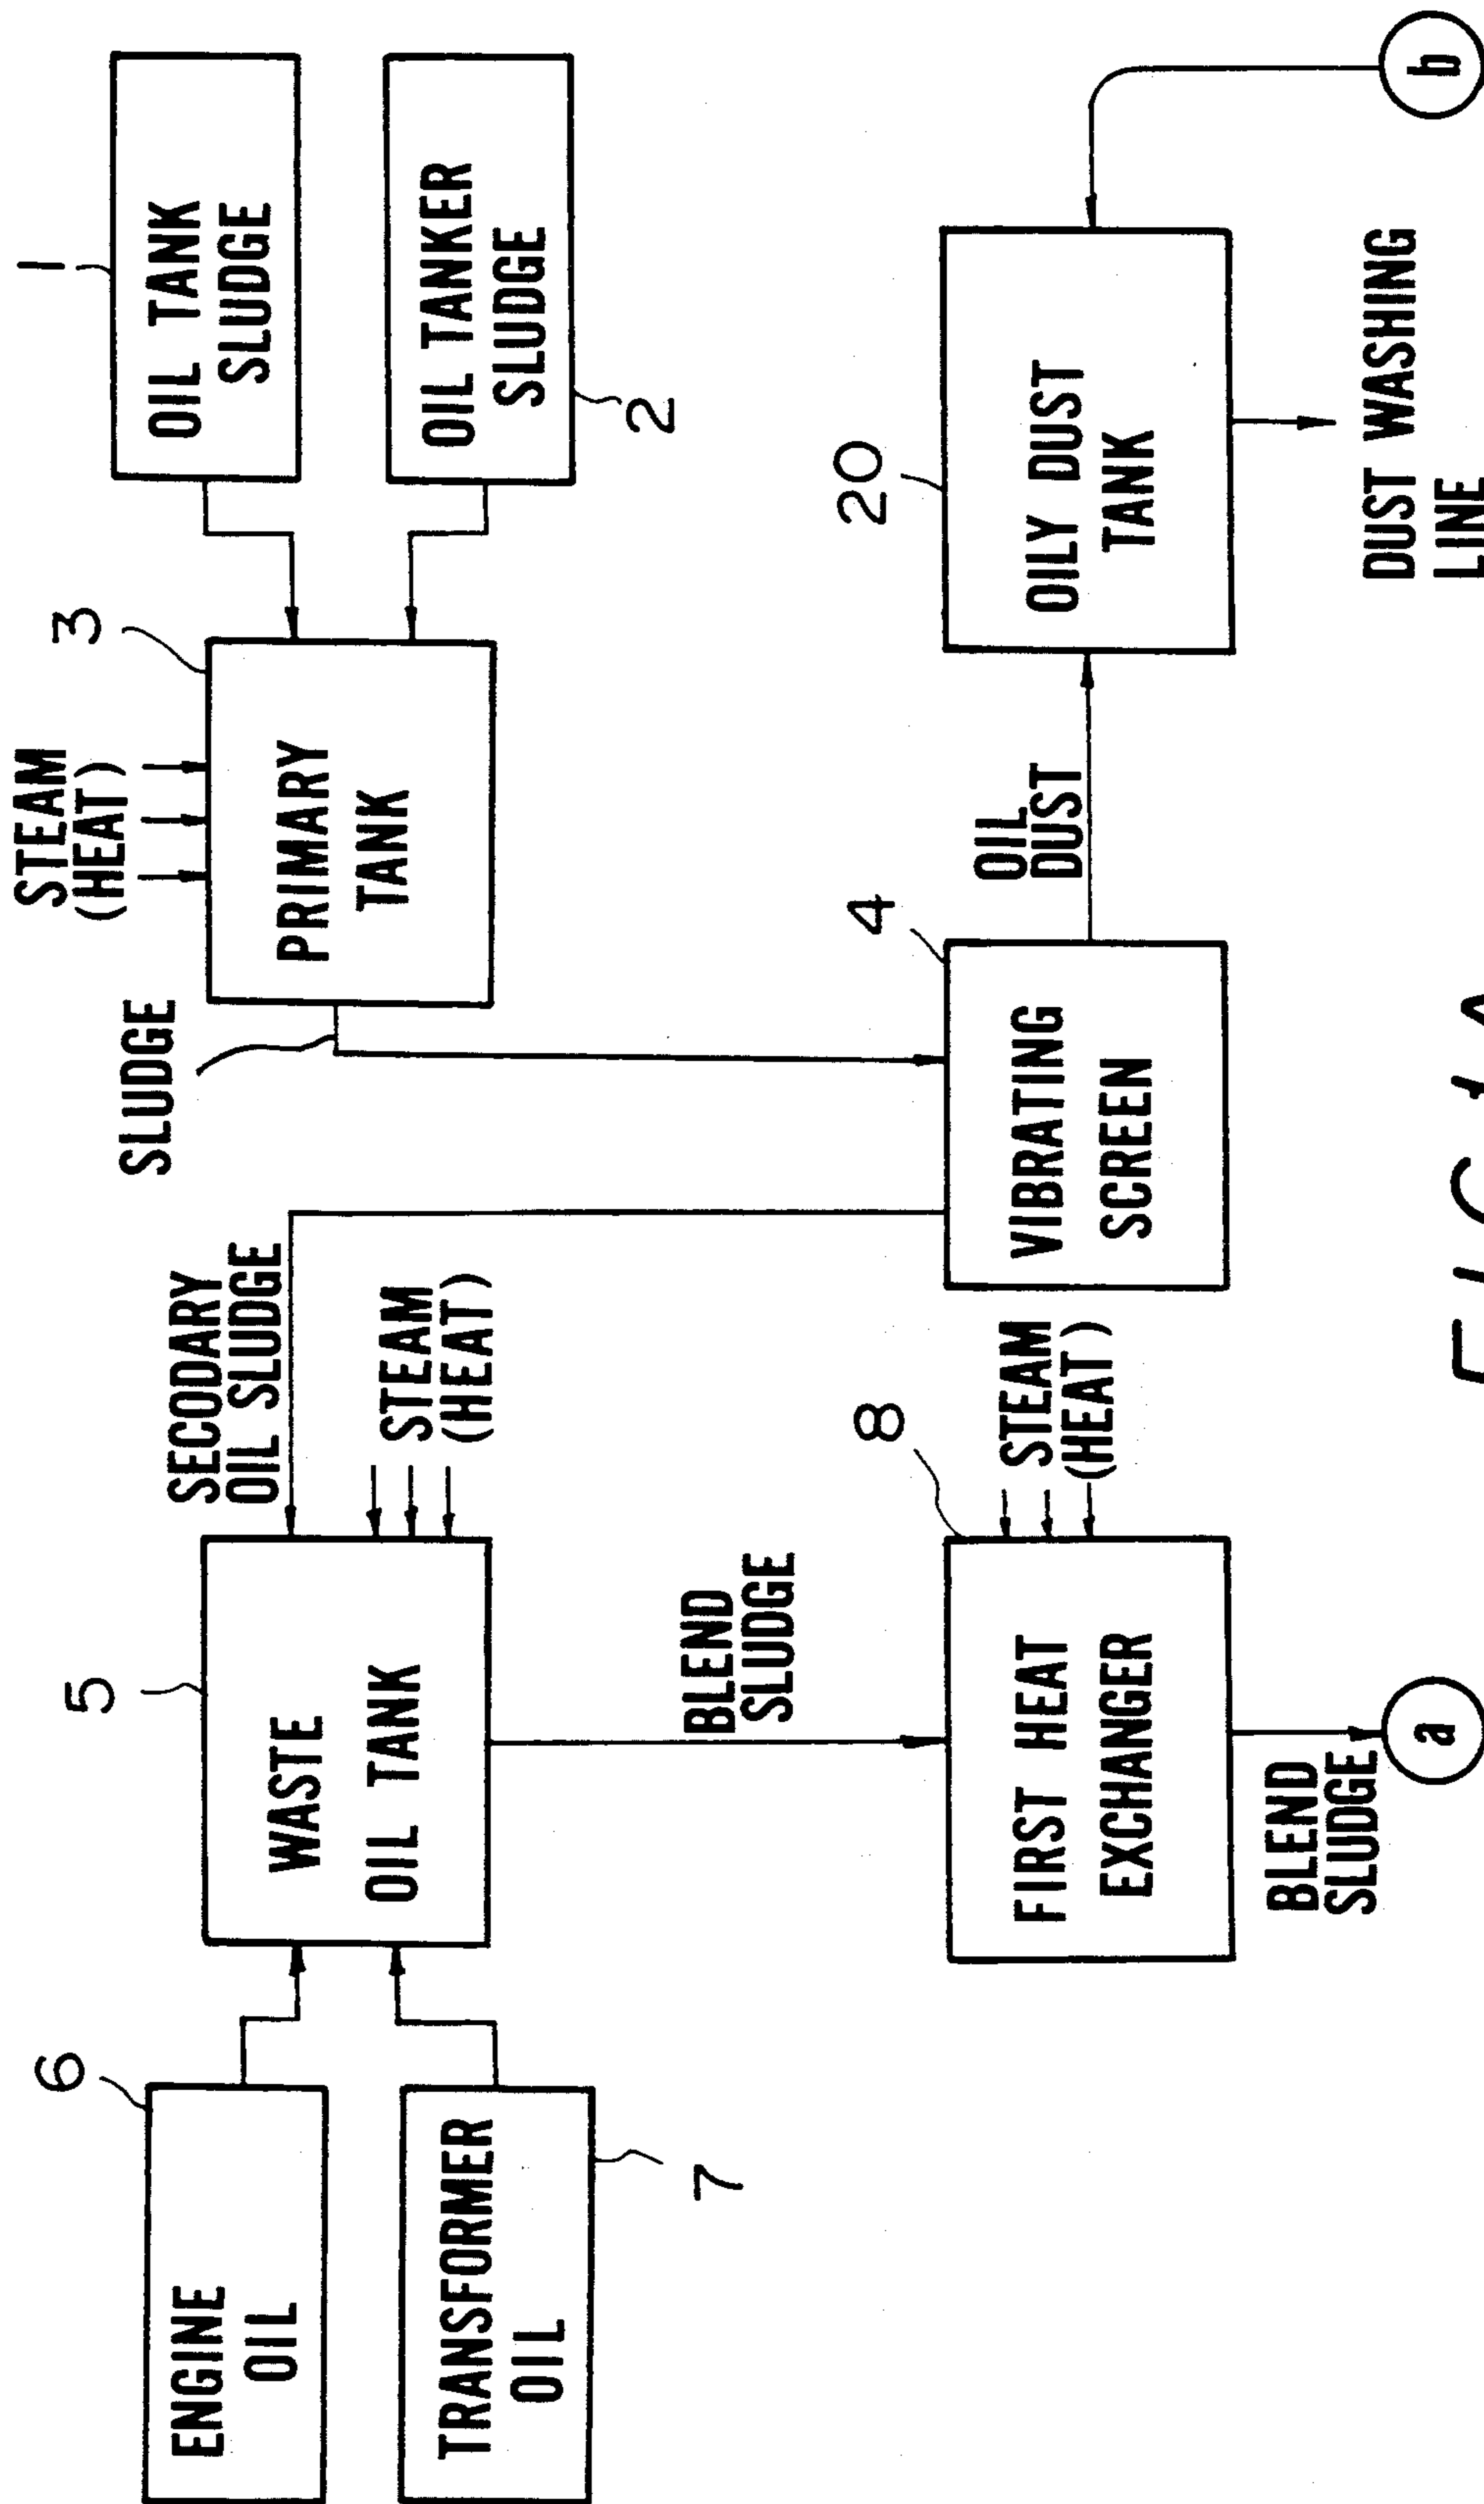 1
OIL TANK
SLUDGE
OIL TANKER
SLUDGE
2
3
STEAM
(HEAT)
PRIMARY
TANK
SLUDGE
SECODARY
OIL SLUDGE
STEAM
(HEAT)
5
WASTE
OIL TANK
6
ENGINE
OIL
TRANSFORMER
OIL
7
BLEND
SLUDGE
8
STEAM
(HEAT)
FIRST HEAT
EXCHANGER
BLEND
SLUDGE
a
4
VIBRATING
SCREEN
OIL
DUST
20
OILY DUST
TANK
DUST WASHING
LINE
b